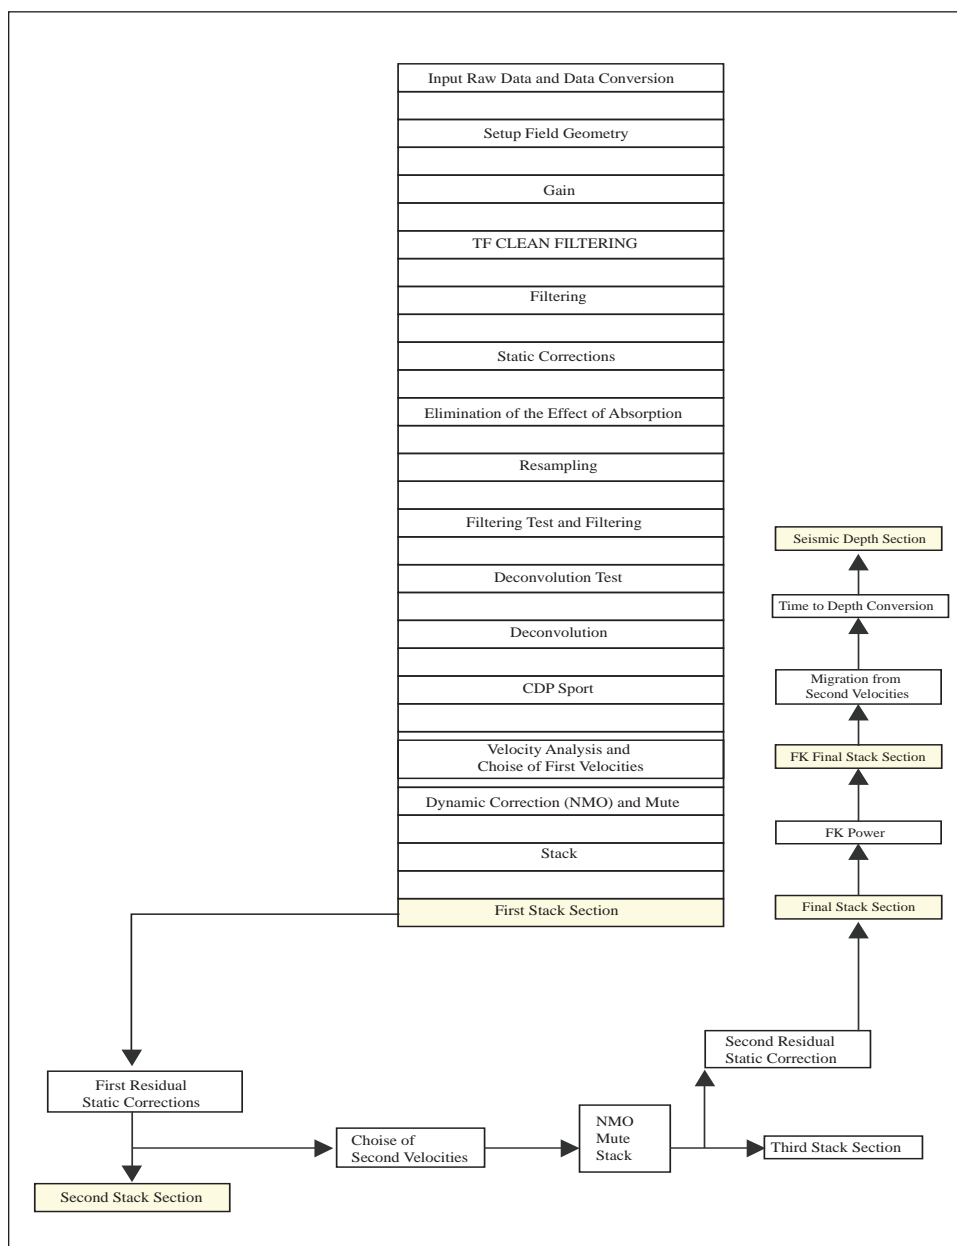 Input Raw Data and Data Conversion
Setup Field Geometry
Gain
TF CLEAN FILTERING
Filtering
Static Corrections
Elimination of the Effect of Absorption
Resampling
Filtering Test and Filtering
Deconvolution Test
Deconvolution
CDP Sport
Velocity Analysis and
Choise of First Velocities
Dynamic Correction (NMO) and Mute
Stack
First Stack Section
First Residual
Static Corrections
Second Stack Section
Choise of
Second Velocities
NMO
Mute
Stack
Third Stack Section
Second Residual
Static Correction
Final Stack Section
FK Power
FK Final Stack Section
Migration from
Second Velocities
Time to Depth Conversion
Seismic Depth Section